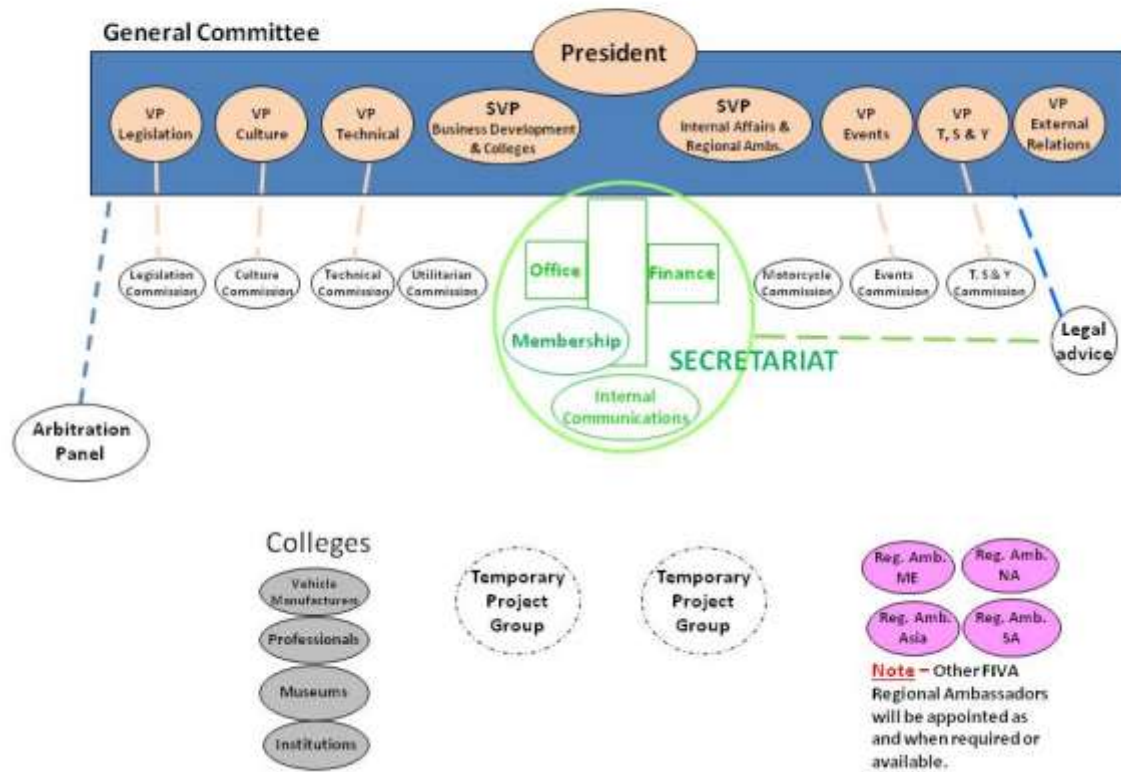 General Committee
President
VP
Legislation
VP
Culture
VP
Technical
SVP
Business Development
& Colleges
SVP
Internal Affairs &
Regional Ambs.
VP
Events
VP
T, S & Y
VP
External
Relations
Legislation
Commission
Culture
Commission
Technical
Commission
Utilitarian
Commission
Office
Finance
Membership
SECRETARIAT
Internal
Communications
Motorcycle
Commission
Events
Commission
T, S & Y
Commission
Legal
advice
Arbitration
Panel
Colleges
Vehicle
Manufacturers
Professionals
Museums
Institutions
Temporary
Project
Group
Temporary
Project
Group
Reg. Amb.
ME
Reg. Amb.
NA
Reg. Amb.
Asia
Reg. Amb.
SA
Note – Other FIVA
Regional Ambassadors
will be appointed as
and when required or
available.